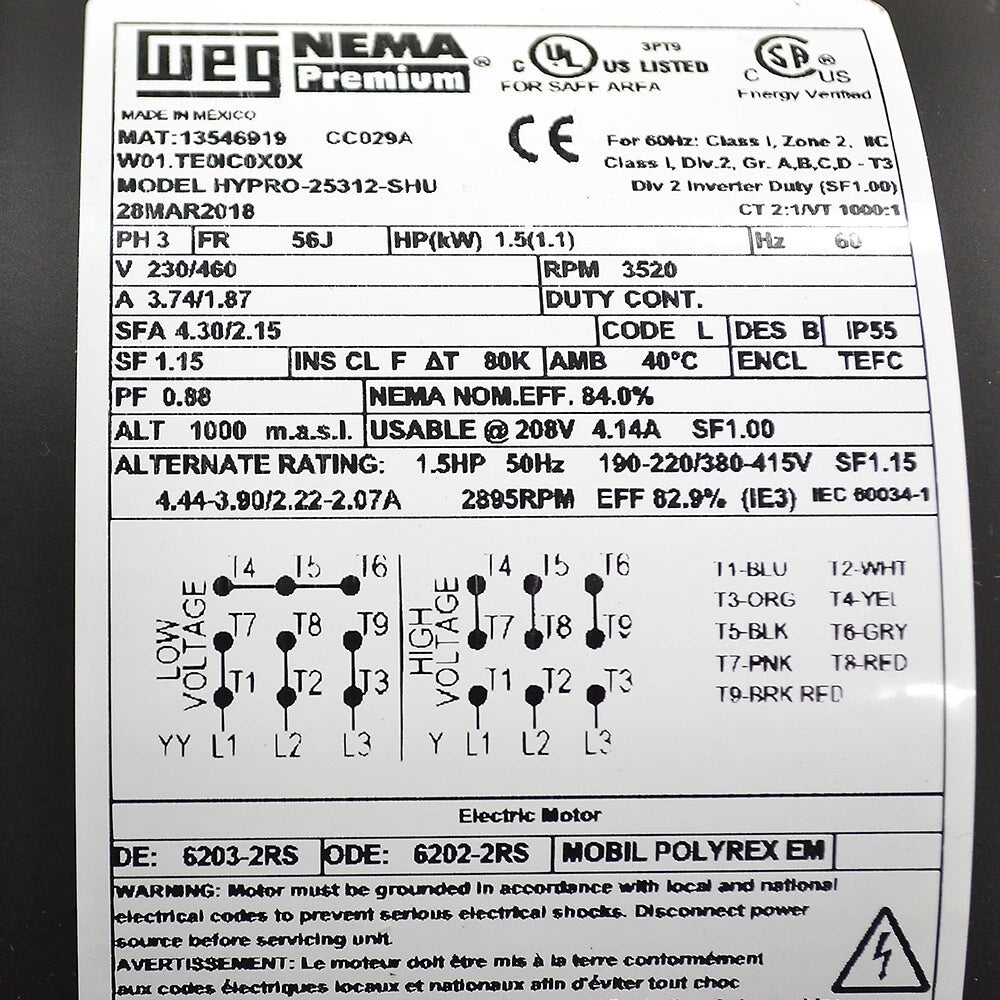 WEG NEMA Premium® C UL US LISTED 3PT9 FOR SAFE AREA C SA® US Energy Verified
MADE IN MÉXICO
MAT:13546919 CC029A CE For 60Hz: Class I, Zone 2, IIC
W01.TE0IC0X0X Class I, Div.2, Gr. A,B,C,D - T3
MODEL HYPRO-25312-SHU Div 2 Inverter Duty (SF1.00)
28MAR2018 CT 2:1/VT 1000:1
PH 3 FR 56J HP(kW) 1.5(1.1) Hz 60
V 230/460 RPM 3520
A 3.74/1.87 DUTY CONT.
SFA 4.30/2.15 CODE L DES B IP55
SF 1.15 INS CL F ΔT 80K AMB 40°C ENCL TEFC
PF 0.88 NEMA NOM.EFF. 84.0%
ALT 1000 m.a.s.l. USABLE @ 208V 4.14A SF1.00
ALTERNATE RATING: 1.5HP 50Hz 190-220/380-415V SF1.15
4.44-3.90/2.22-2.07A 2895RPM EFF 82.9% (IE3) IEC 60034-1
LOW VOLTAGE
T4 T5 T6
T7 T8 T9
T1 T2 T3
YY L1 L2 L3
HIGH VOLTAGE
T4 T5 T6
T7 T8 T9
T1 T2 T3
Y L1 L2 L3
T1-BLU T2-WHT
T3-ORG T4-YEL
T5-BLK T6-GRY
T7-PNK T8-RED
T9-BRK RED
Electric Motor
DE: 6203-2RS ODE: 6202-2RS MOBIL POLYREX EM
WARNING: Motor must be grounded in accordance with local and national
electrical codes to prevent serious electrical shocks. Disconnect power
source before servicing unit.
AVERTISSEMENT: Le moteur doit être mis à la terre conformément
aux codes électriques locaux et nationaux afin d'éviter tout choc